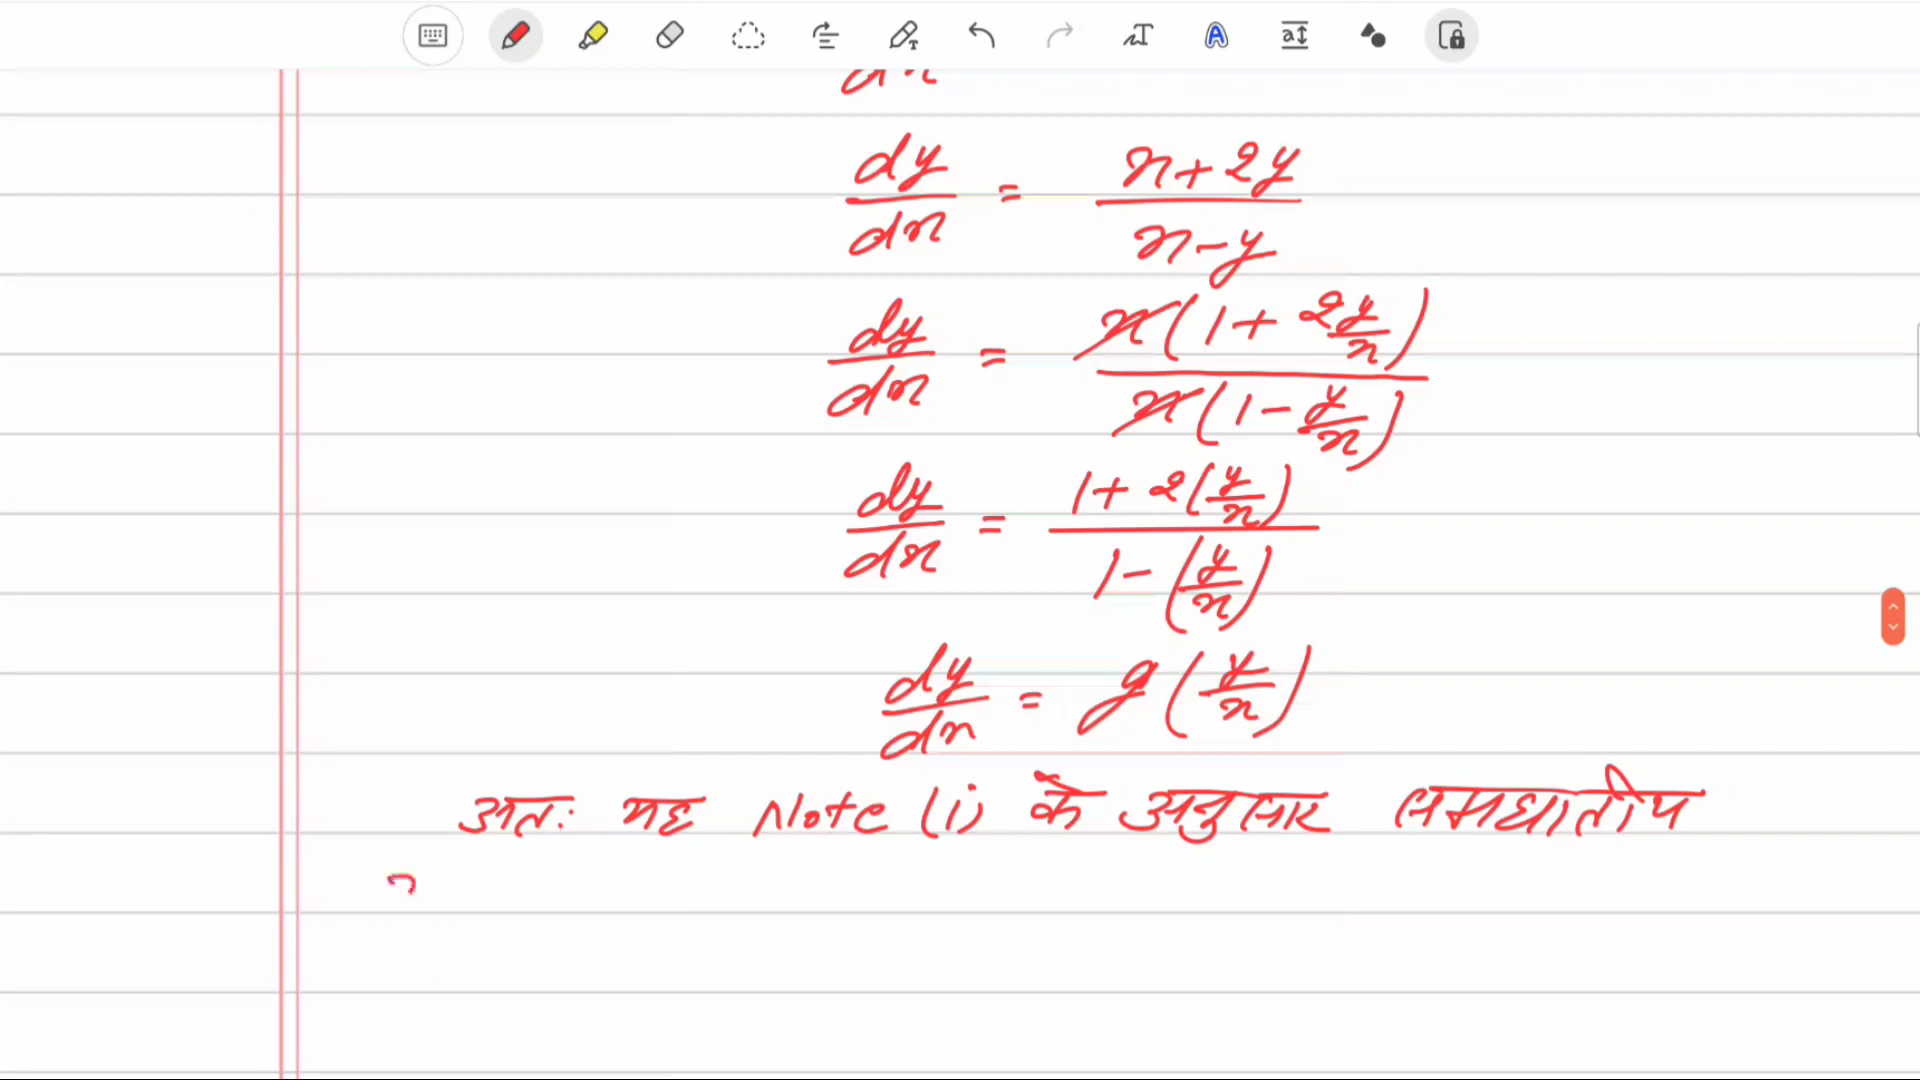 dx
dy/dx = x+2y / x-y
dy/dx = x(1+2y/x) / x(1-y/x)
dy/dx = 1+2(y/x) / 1-(y/x)
dy/dx = g(y/x)
अतः यह Note (i) के अनुसार समघातीय